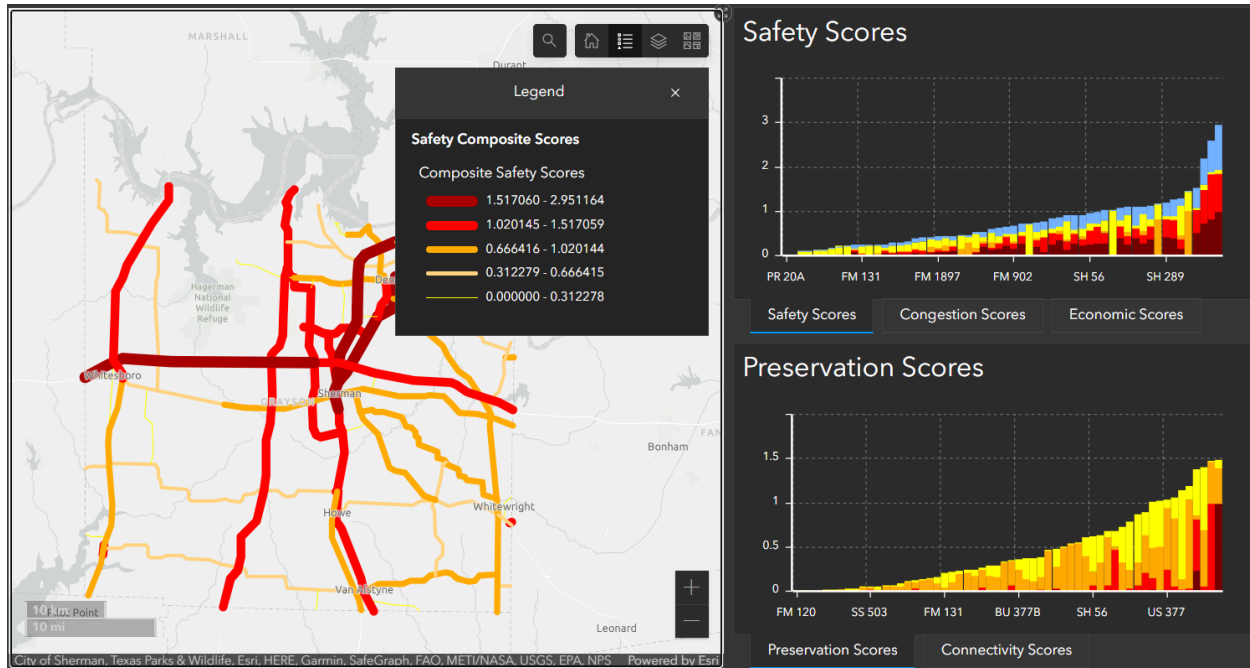 MARSHALL
Durant
Legend
×
Safety Composite Scores
Composite Safety Scores
1.517060 - 2.951164
1.020145 - 1.517059
0.666416 - 1.020144
0.312279 - 0.666415
0.000000 - 0.312278
Hagerman
National
Wildlife
Refuge
Whitesboro
GRAYSON
Sherman
Bonham
Howe
Whitewright
Van Alstyne
10 km
Pilot Point
10 mi
Leonard
+
−
City of Sherman, Texas Parks & Wildlife, Esri, HERE, Garmin, SafeGraph, FAO, METI/NASA, USGS, EPA, NPS
Powered by Esri
Safety Scores
3
2
1
0
PR 20A
FM 131
FM 1897
FM 902
SH 56
SH 289
Safety Scores
Congestion Scores
Economic Scores
Preservation Scores
1.5
1
0.5
0
FM 120
SS 503
FM 131
BU 377B
SH 56
US 377
Preservation Scores
Connectivity Scores